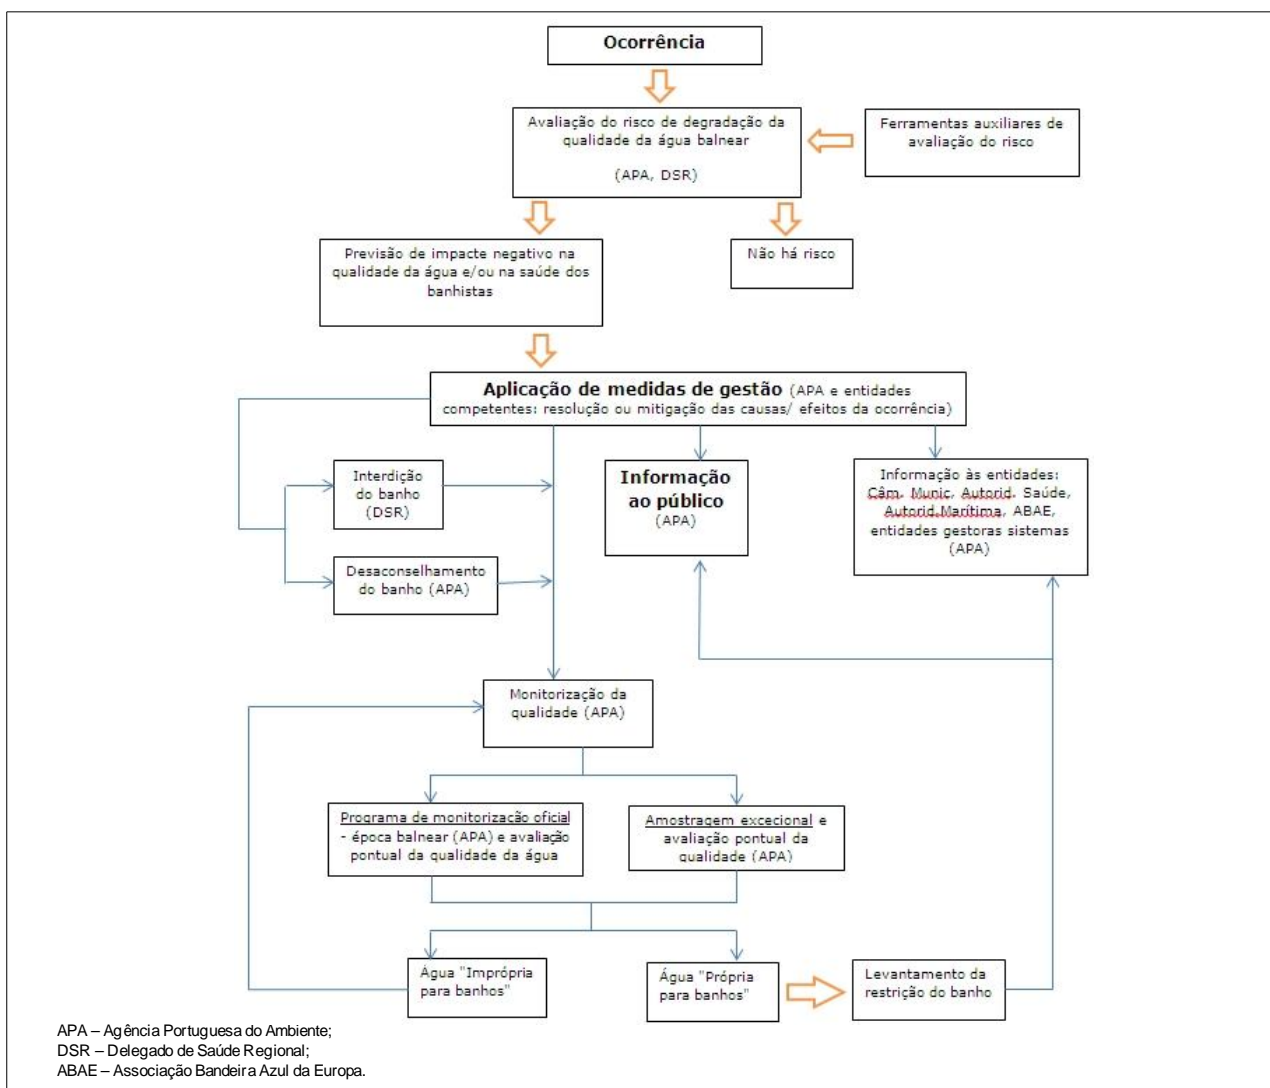 Ocorrência
Avaliação do risco de degradação da
qualidade da água balnear
(APA, DSR)
Ferramentas auxiliares de
avaliação do risco
Previsão de impacte negativo na
qualidade da água e/ou na saúde dos
banhistas
Não há risco
Aplicação de medidas de gestão (APA e entidades
competentes: resolução ou mitigação das causas/ efeitos da ocorrência)
Interdição
do banho
(DSR)
Informação
ao público
(APA)
Informação às entidades:
Câm. Munic, Autorid. Saúde,
Autorid.Marítima, ABAE,
entidades gestoras sistemas
(APA)
Desaconselhamento
do banho (APA)
Monitorização da
qualidade (APA)
Programa de monitorização oficial
- época balnear (APA) e avaliação
pontual da qualidade da água
Amostragem excecional e
avaliação pontual da
qualidade (APA)
Água "Imprópria
para banhos"
Água "Própria
para banhos"
Levantamento da
restrição do banho
APA – Agência Portuguesa do Ambiente;
DSR – Delegado de Saúde Regional;
ABAE – Associação Bandeira Azul da Europa.